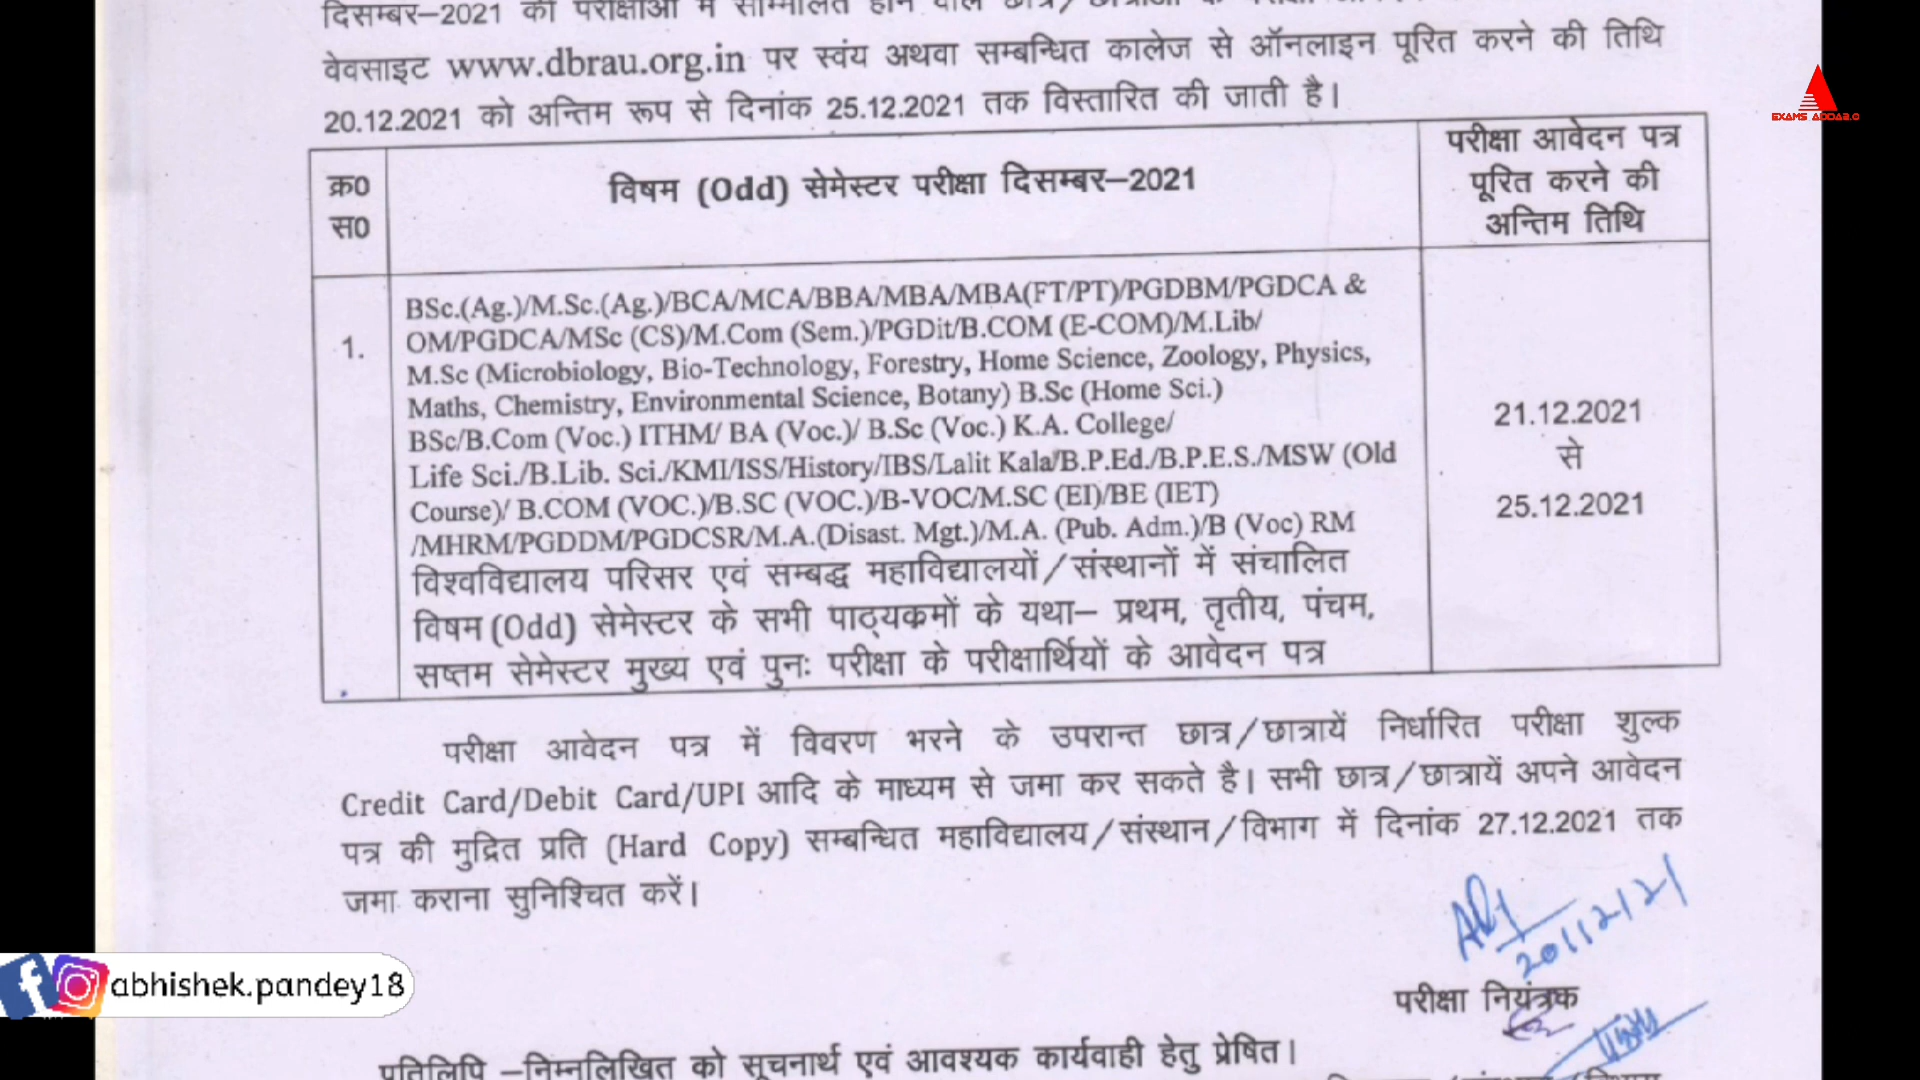 दिसम्बर–2021 की परीक्षाओं में सम्मिलित होने वाले छात्र/छात्राओं के परीक्षा
वेवसाइट www.dbrau.org.in पर स्वंय अथवा सम्बन्धित कालेज से ऑनलाइन पूरित करने की तिथि
20.12.2021 को अन्तिम रूप से दिनांक 25.12.2021 तक विस्तारित की जाती है।
EXAMS ADDA2.0
क्र0
स0
विषम (Odd) सेमेस्टर परीक्षा दिसम्बर–2021
परीक्षा आवेदन पत्र
पूरित करने की
अन्तिम तिथि
1.
BSc.(Ag.)/M.Sc.(Ag.)/BCA/MCA/BBA/MBA/MBA(FT/PT)/PGDBM/PGDCA &
OM/PGDCA/MSc (CS)/M.Com (Sem.)/PGDit/B.COM (E-COM)/M.Lib/
M.Sc (Microbiology, Bio-Technology, Forestry, Home Science, Zoology, Physics,
Maths, Chemistry, Environmental Science, Botany) B.Sc (Home Sci.)
BSc/B.Com (Voc.) ITHM/ BA (Voc.)/ B.Sc (Voc.) K.A. College/
Life Sci./B.Lib. Sci./KMI/ISS/History/IBS/Lalit Kala/B.P.Ed./B.P.E.S./MSW (Old
Course)/ B.COM (VOC.)/B.SC (VOC.)/B-VOC/M.SC (EI)/BE (IET)
/MHRM/PGDDM/PGDCSR/M.A.(Disast. Mgt.)/M.A. (Pub. Adm.)/B (Voc) RM
विश्वविद्यालय परिसर एवं सम्बद्ध महाविद्यालयों/संस्थानों में संचालित
विषम (Odd) सेमेस्टर के सभी पाठ्यकमों के यथा– प्रथम, तृतीय, पंचम,
सष्तम सेमेस्टर मुख्य एवं पुनः परीक्षा के परीक्षार्थियों के आवेदन पत्र
21.12.2021
से
25.12.2021
परीक्षा आवेदन पत्र में विवरण भरने के उपरान्त छात्र/छात्रायें निर्धारित परीक्षा शुल्क
Credit Card/Debit Card/UPI आदि के माध्यम से जमा कर सकते है। सभी छात्र/छात्रायें अपने आवेदन
पत्र की मुद्रित प्रति (Hard Copy) सम्बन्धित महाविद्यालय/संस्थान/विभाग में दिनांक 27.12.2021 तक
जमा कराना सुनिश्चित करें।
20/12/21
abhishek.pandey18
परीक्षा नियंत्रक
प्रतिलिपि –निम्नलिखित को सूचनार्थ एवं आवश्यक कार्यवाही हेतु प्रेषित।